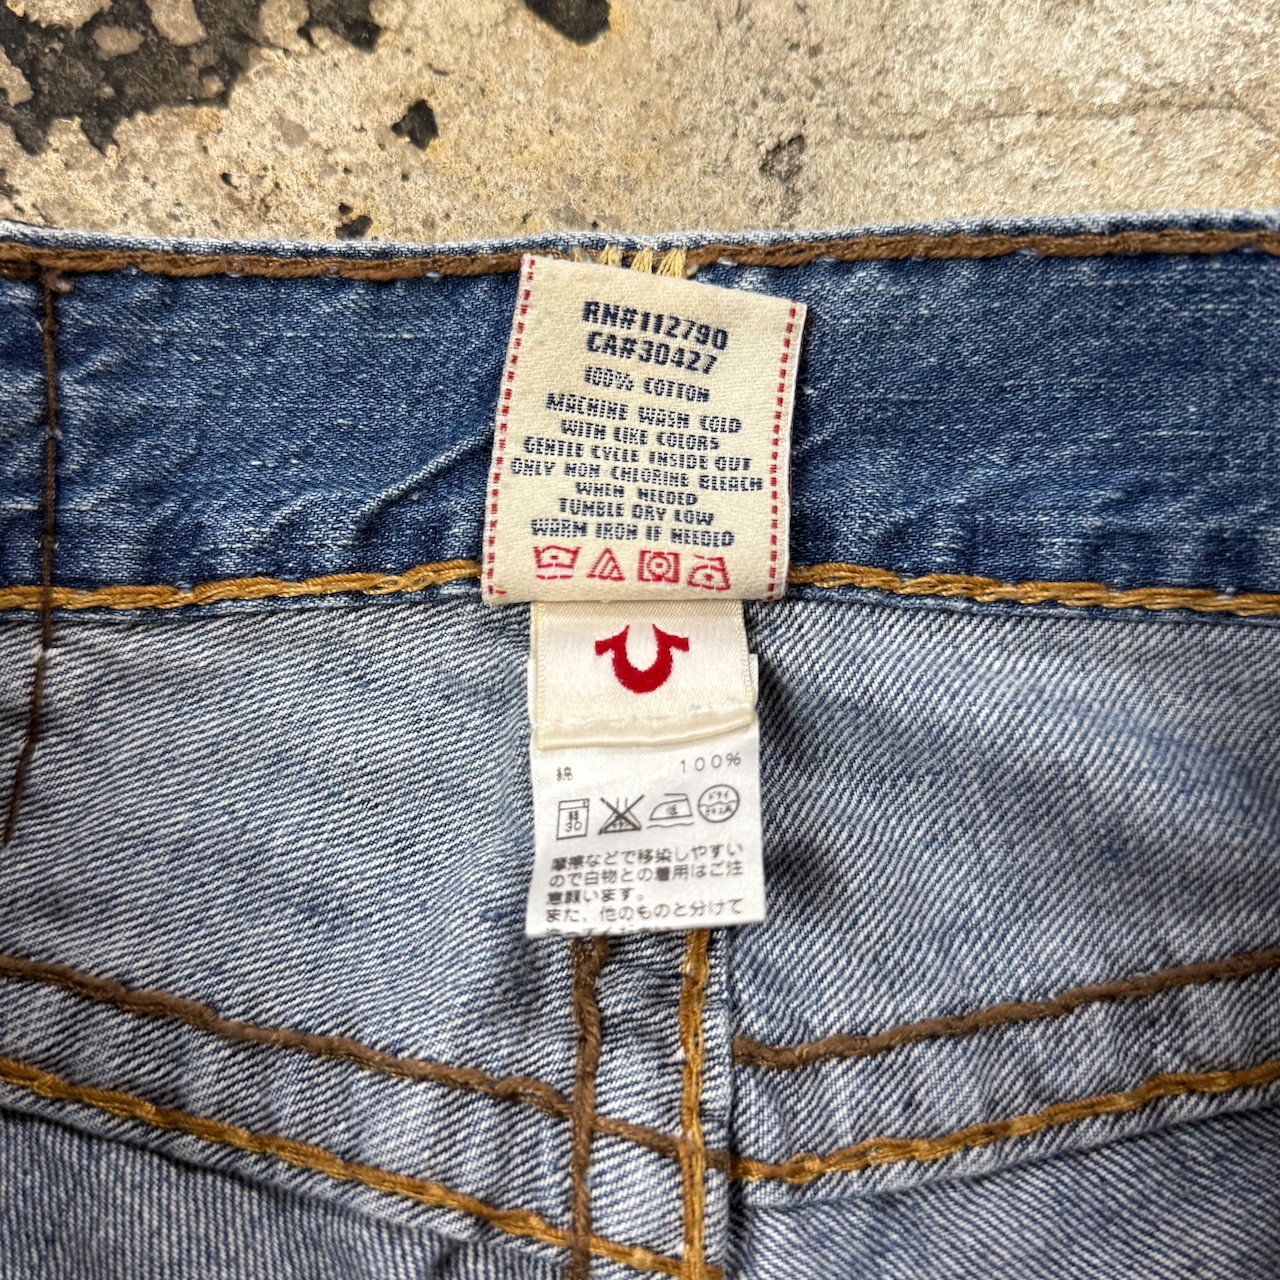 RN#112790
CA#30427
100% COTTON
MACHINE WASH COLD
WITH LIKE COLORS
GENTLE CYCLE INSIDE OUT
ONLY NON CHLORINE BLEACH
WHEN NEEDED
TUMBLE DRY LOW
WARM IRON IF NEEDED
綿 100%
30
摩擦などで移染しやすい
ので白物との着用はご注
意願います。
また、他のものと分けて